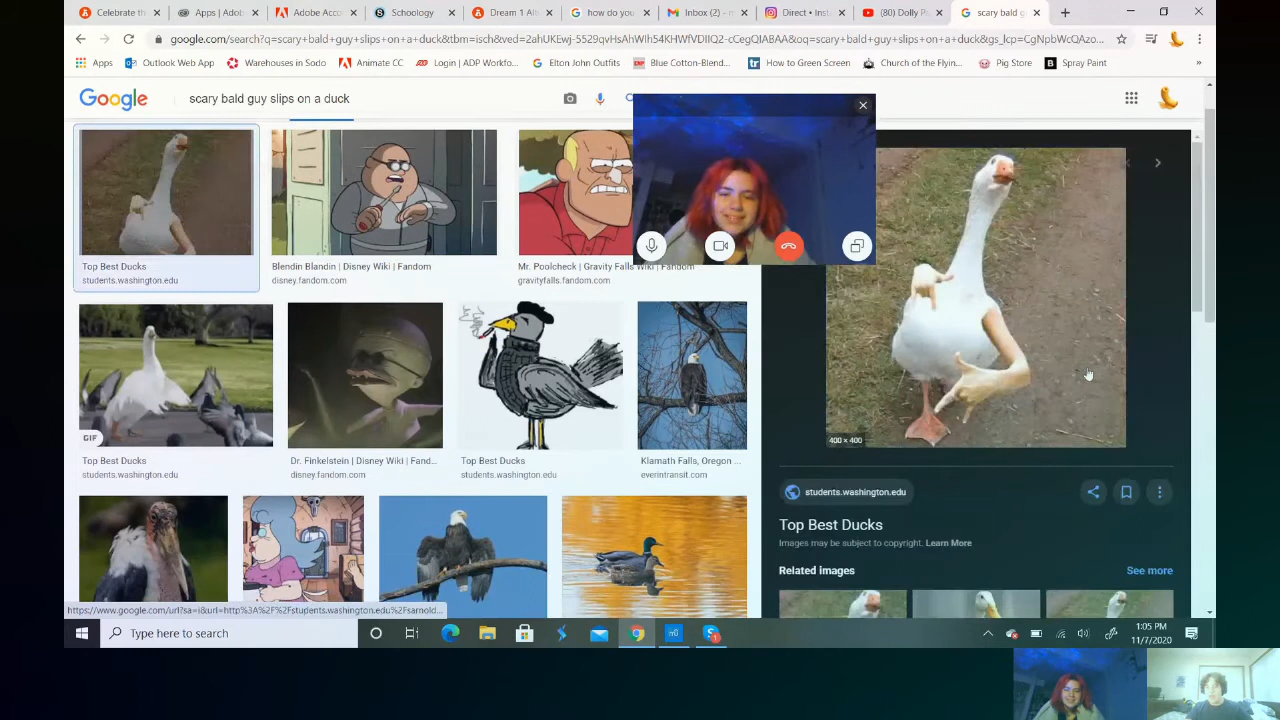 Celebrate th
Apps | Adob
Adobe Acco
Schoology
Dream 1 Al
how do you
Inbox (2) - m
Direct • Inst
(80) Dolly P
scary bald g
google.com/search?q=scary+bald+guy+slips+on+a+duck&tbm=isch&ved=2ahUKEwj-5529qvHsAhWIh54KHWfVDIIQ2-cCegQIABAA&oq=scary+bald+guy+slips+on+a+duck&gs_lcp=CgNpbWcQAzo...
Apps
Outlook Web App
Warehouses in Sodo
Animate CC
Login | ADP Workfo...
Elton John Outfits
Blue Cotton-Blend...
How to Green Screen
Church of the Flyin...
Pig Store
Spray Paint
»
Google
scary bald guy slips on a duck
Top Best Ducks
students.washington.edu
Blendin Blandin | Disney Wiki | Fandom
disney.fandom.com
Mr. Poolcheck | Gravity Falls Wiki | Fandom
gravityfalls.fandom.com
GIF
Top Best Ducks
students.washington.edu
Dr. Finkelstein | Disney Wiki | Fand...
disney.fandom.com
Top Best Ducks
students.washington.edu
Klamath Falls, Oregon ...
everintransit.com
400 × 400
students.washington.edu
Top Best Ducks
Images may be subject to copyright. Learn More
Related images
See more
https://www.google.com/url?sa=i&url=http%3A%2F%2Fstudents.washington.edu%2Fsarnold...
Type here to search
1:05 PM
11/7/2020